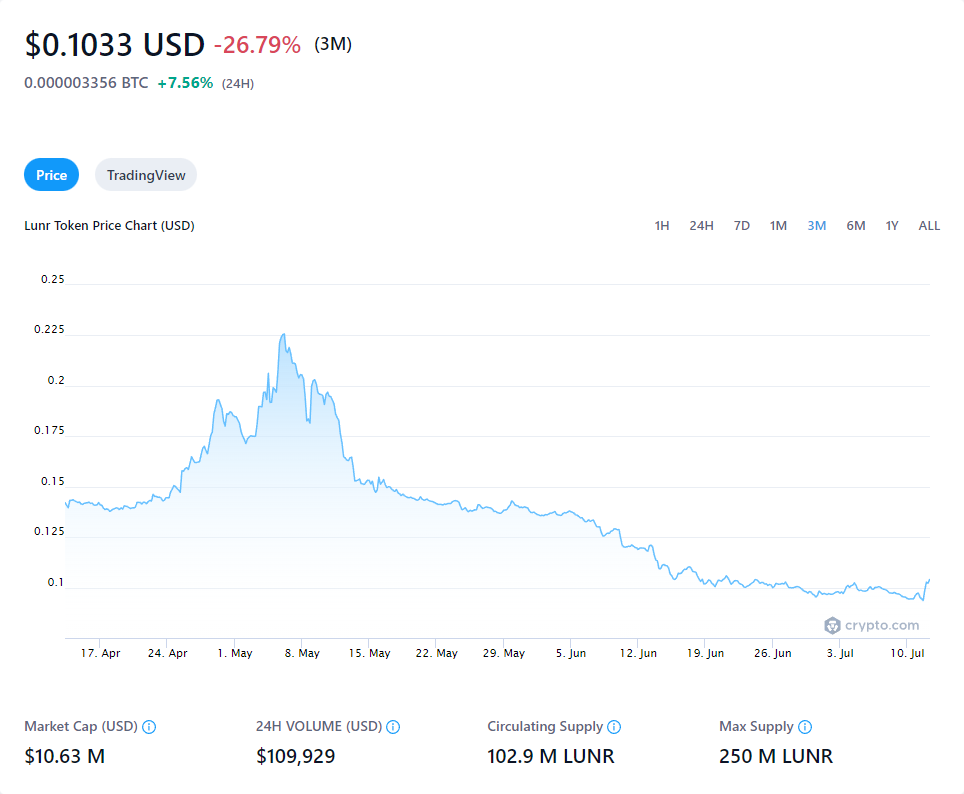 $0.1033 USD -26.79% (3M)
0.000003356 BTC +7.56% (24H)
Price TradingView
Lunr Token Price Chart (USD) 1H 24H 7D 1M 3M 6M 1Y ALL
0.25
0.225
0.2
0.175
0.15
0.125
0.1
crypto.com
17. Apr 24. Apr 1. May 8. May 15. May 22. May 29. May 5. Jun 12. Jun 19. Jun 26. Jun 3. Jul 10. Jul
Market Cap (USD) 24H VOLUME (USD) Circulating Supply Max Supply
$10.63 M $109,929 102.9 M LUNR 250 M LUNR